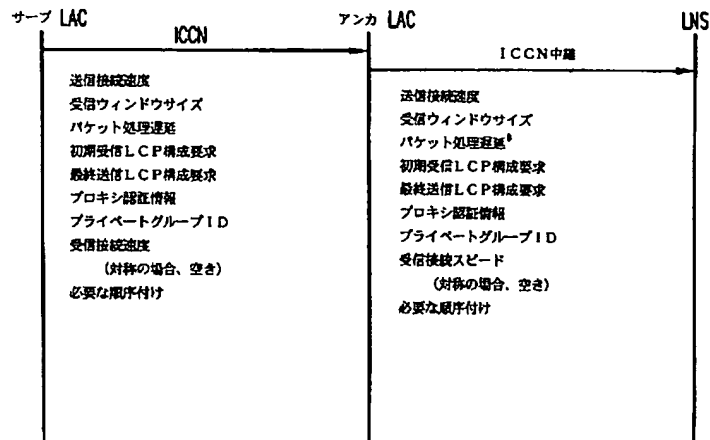 サーブ LAC
アンカ LAC
LNS
ICCN
ICCN中継
送信接続速度
受信ウィンドウサイズ
パケット処理遅延
初期受信LCP構成要求
最終送信LCP構成要求
プロキシ認証情報
プライベートグループID
受信接続速度
(対称の場合、空き)
必要な順序付け
送信接続速度
受信ウィンドウサイズ
パケット処理遅延
初期受信LCP構成要求
最終送信LCP構成要求
プロキシ認証情報
プライベートグループID
受信接続スピード
(対称の場合、空き)
必要な順序付け